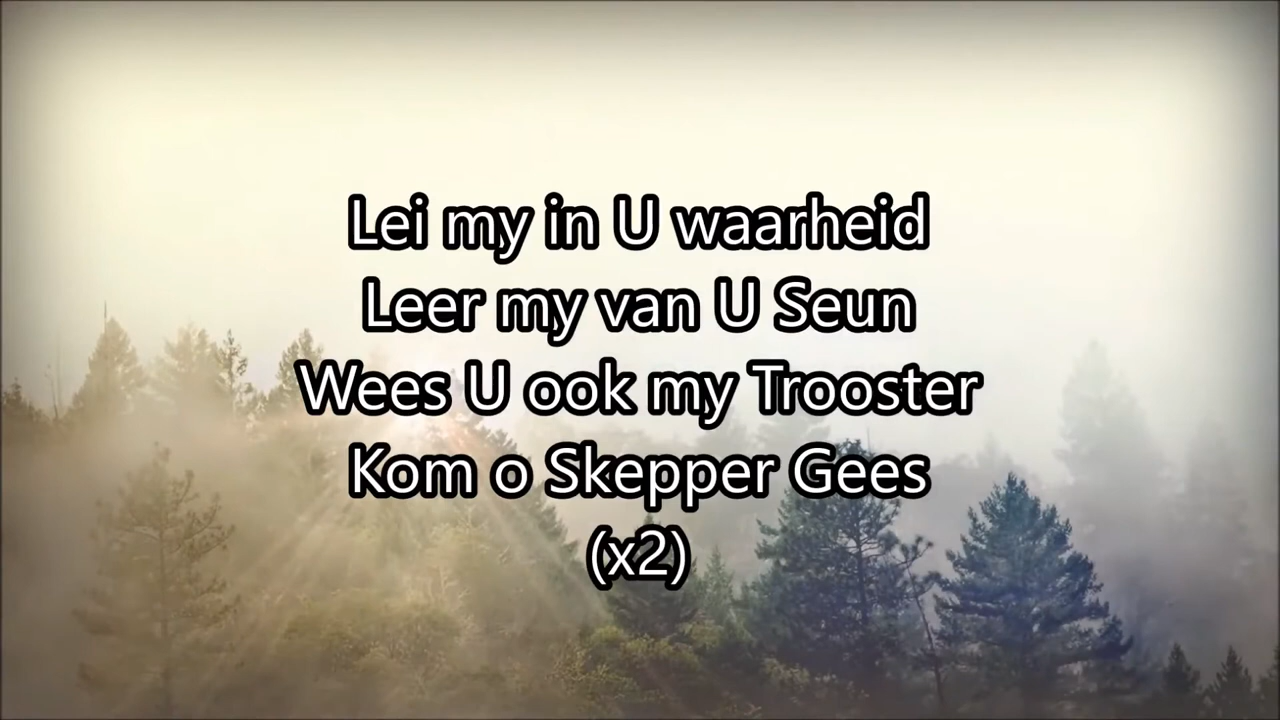 Lei my in U waarheid
Leer my van U Seun
Wees U ook my Trooster
Kom o Skepper Gees
(x2)